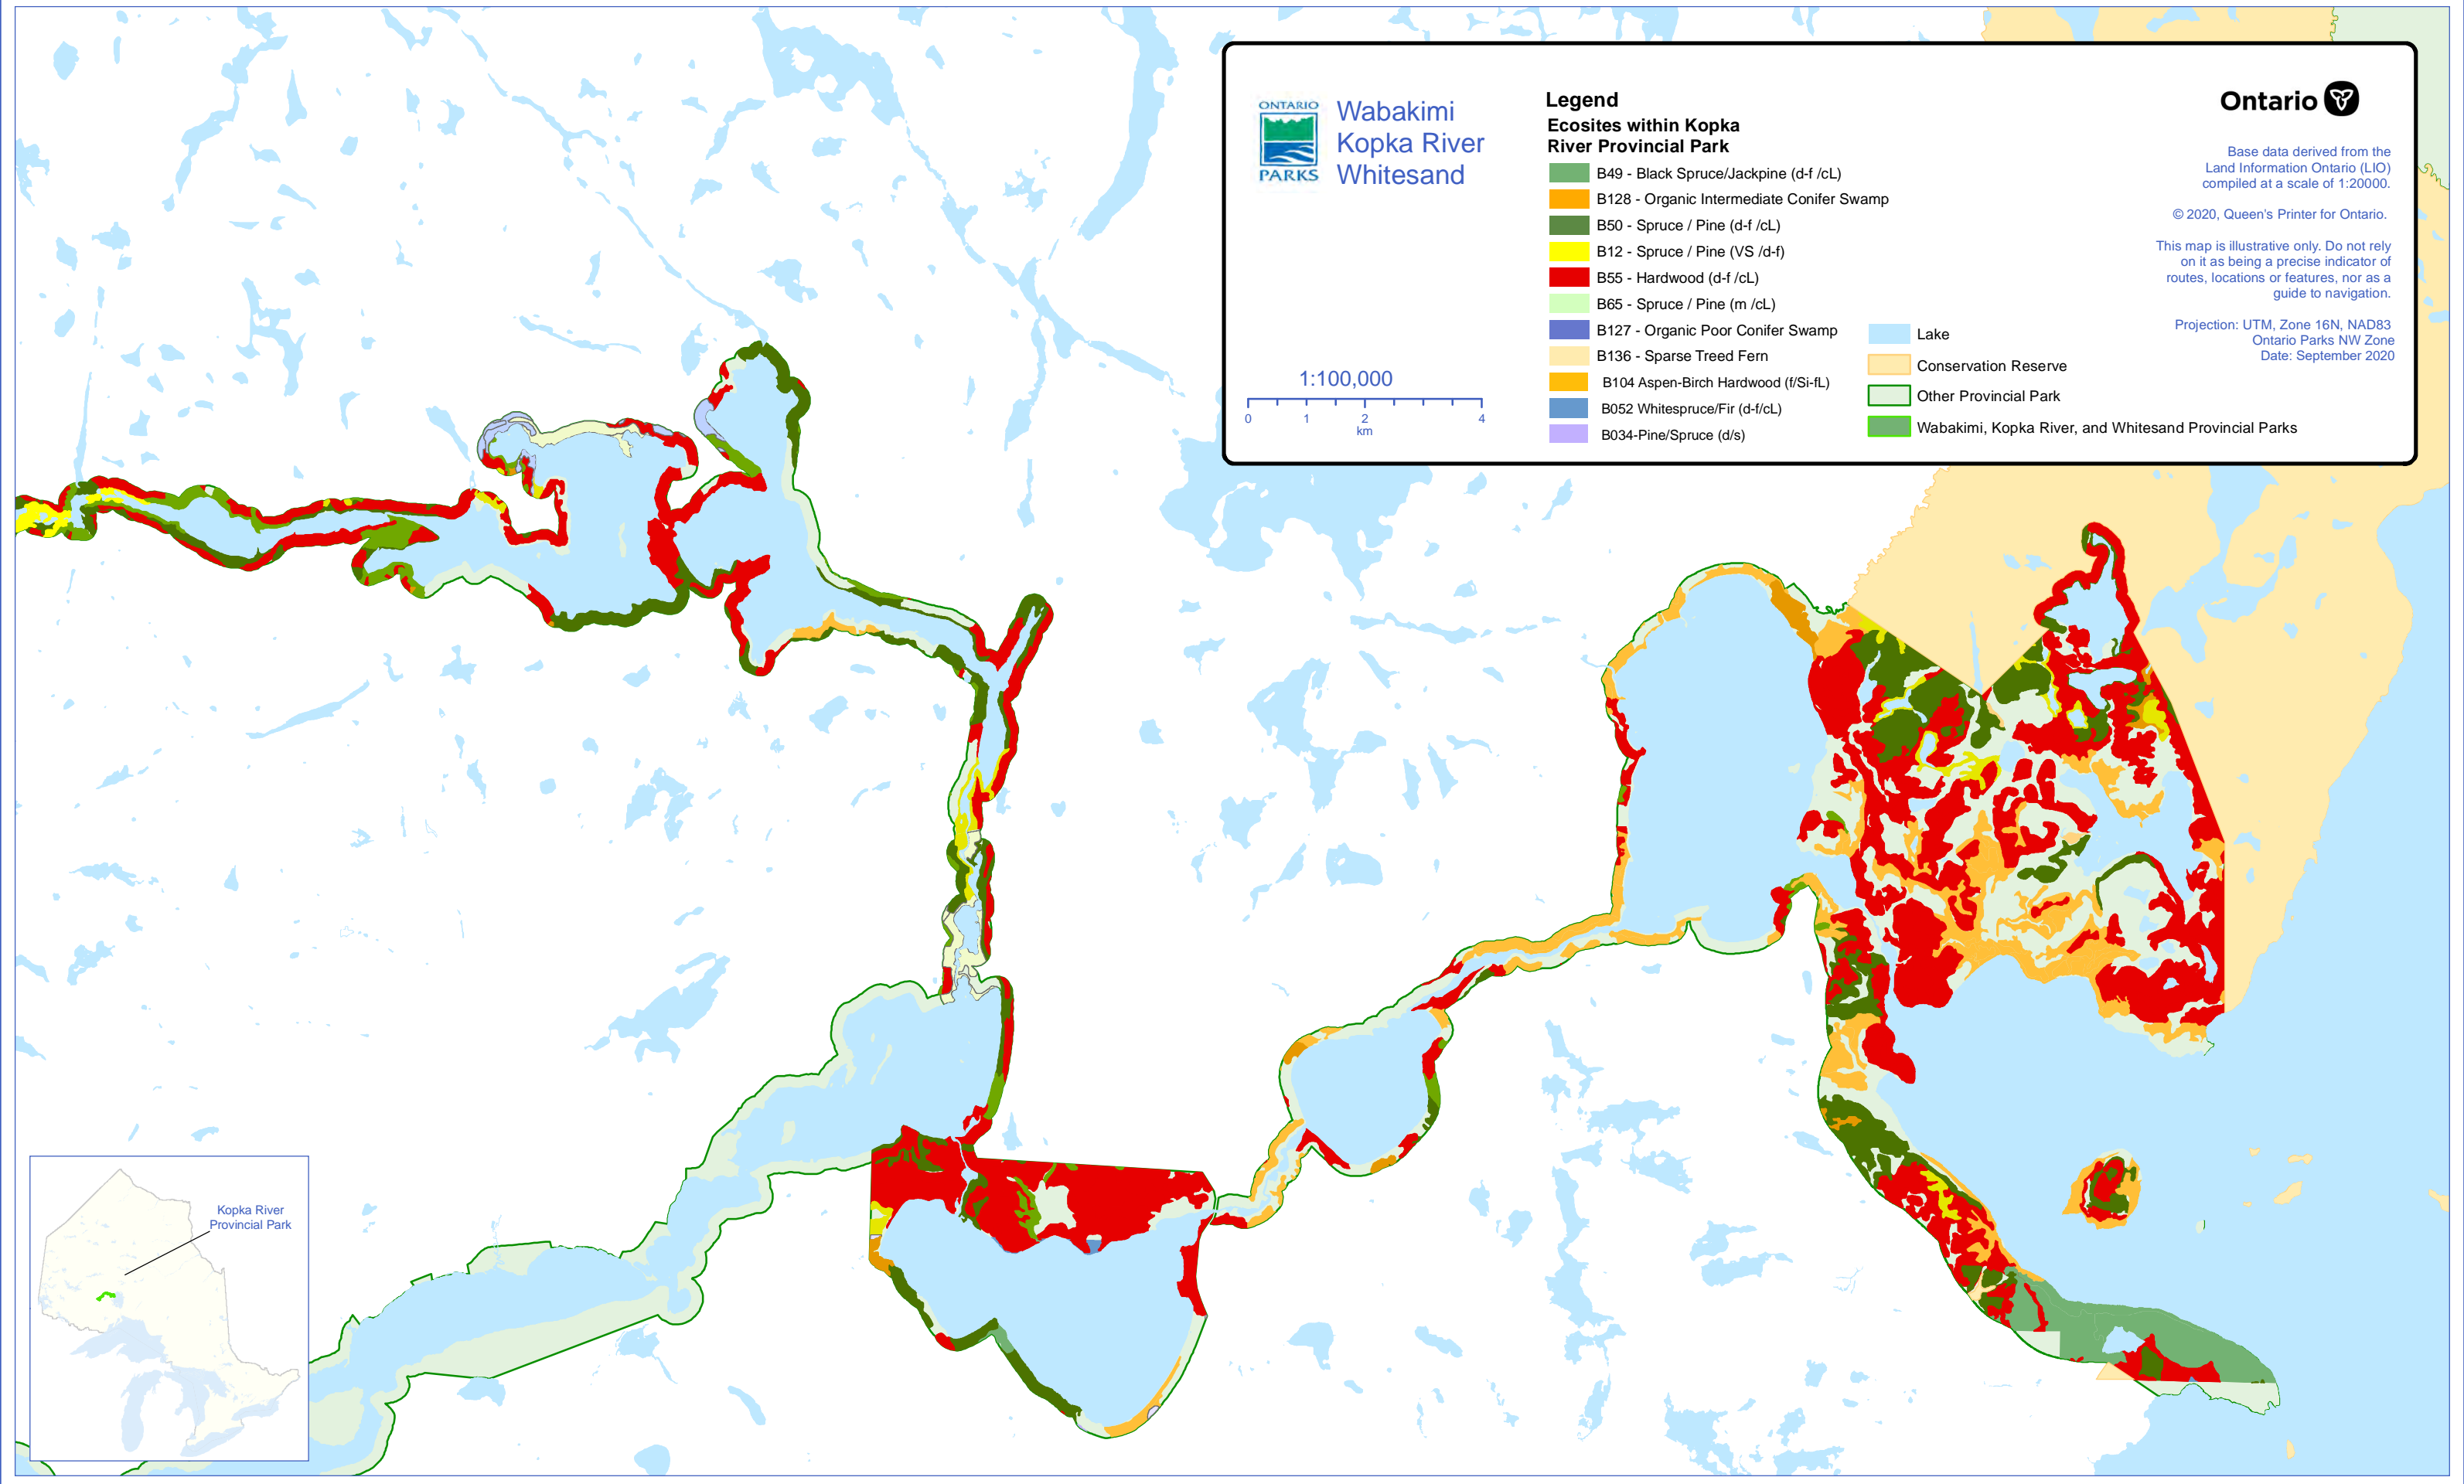 ONTARIO
PARKS
Wabakimi
Kopka River
Whitesand
1:100,000
0 1 2 4
km
Legend
Ecosites within Kopka
River Provincial Park
B49 - Black Spruce/Jackpine (d-f /cL)
B128 - Organic Intermediate Conifer Swamp
B50 - Spruce / Pine (d-f /cL)
B12 - Spruce / Pine (VS /d-f)
B55 - Hardwood (d-f /cL)
B65 - Spruce / Pine (m /cL)
B127 - Organic Poor Conifer Swamp
B136 - Sparse Treed Fern
B104 Aspen-Birch Hardwood (f/Si-fL)
B052 Whitespruce/Fir (d-f/cL)
B034-Pine/Spruce (d/s)
Lake
Conservation Reserve
Other Provincial Park
Wabakimi, Kopka River, and Whitesand Provincial Parks
Ontario
Base data derived from the
Land Information Ontario (LIO)
compiled at a scale of 1:20000.
© 2020, Queen's Printer for Ontario.
This map is illustrative only. Do not rely
on it as being a precise indicator of
routes, locations or features, nor as a
guide to navigation.
Projection: UTM, Zone 16N, NAD83
Ontario Parks NW Zone
Date: September 2020
Kopka River
Provincial Park